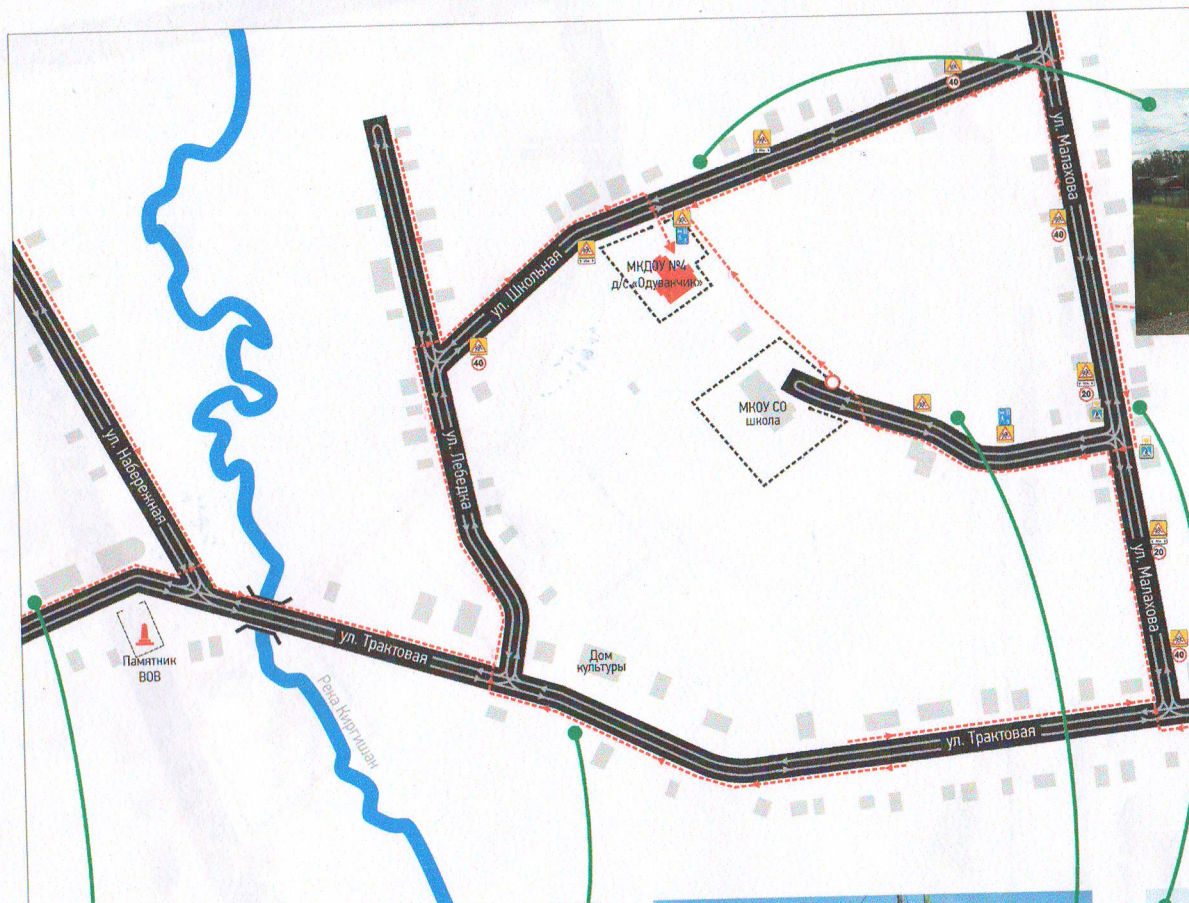 40
ул. Малахова
40
МКДОУ №4
д/с «Одуванчик»
ул. Школьная
40
20
МКОУ СО
школа
ул. Набережная
ул. Лебедка
20
ул. Малахова
40
ул. Трактовая
Дом
культуры
Памятник
ВОВ
Река Киргишан
ул. Трактовая